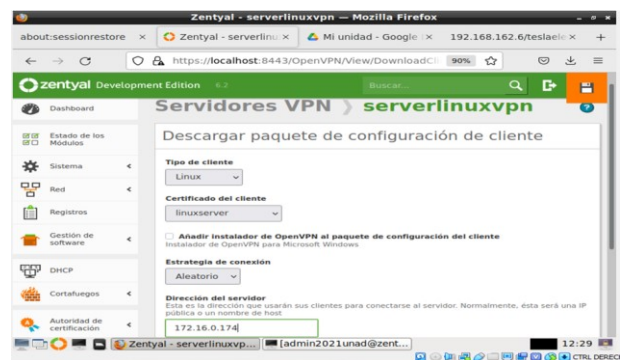 Zentyal - serverlinuxvpn — Mozilla Firefox
about:sessionrestore × Zentyal - serverlinu × Mi unidad - Google × 192.168.162.6/teslaele × +
https://localhost:8443/OpenVPN/View/DownloadCli 90%
zentyal Development Edition 6.2 Buscar...
Dashboard
Estado de los
Módulos
Sistema
Red
Registros
Gestión de
software
DHCP
Cortafuegos
Autoridad de
certificación
Servidores VPN serverlinuxvpn
Descargar paquete de configuración de cliente
Tipo de cliente
Linux
Certificado del cliente
linuxserver
Añadir instalador de OpenVPN al paquete de configuración del cliente
Instalador de OpenVPN para Microsoft Windows
Estrategia de conexión
Aleatorio
Dirección del servidor
Esta es la dirección que usarán sus clientes para conectarse al servidor. Normalmente, ésta será una IP
pública o un nombre de host
172.16.0.174
Zentyal - serverlinuxvp... [admin2021unad@zent... 12:29
CTRL DERECHO